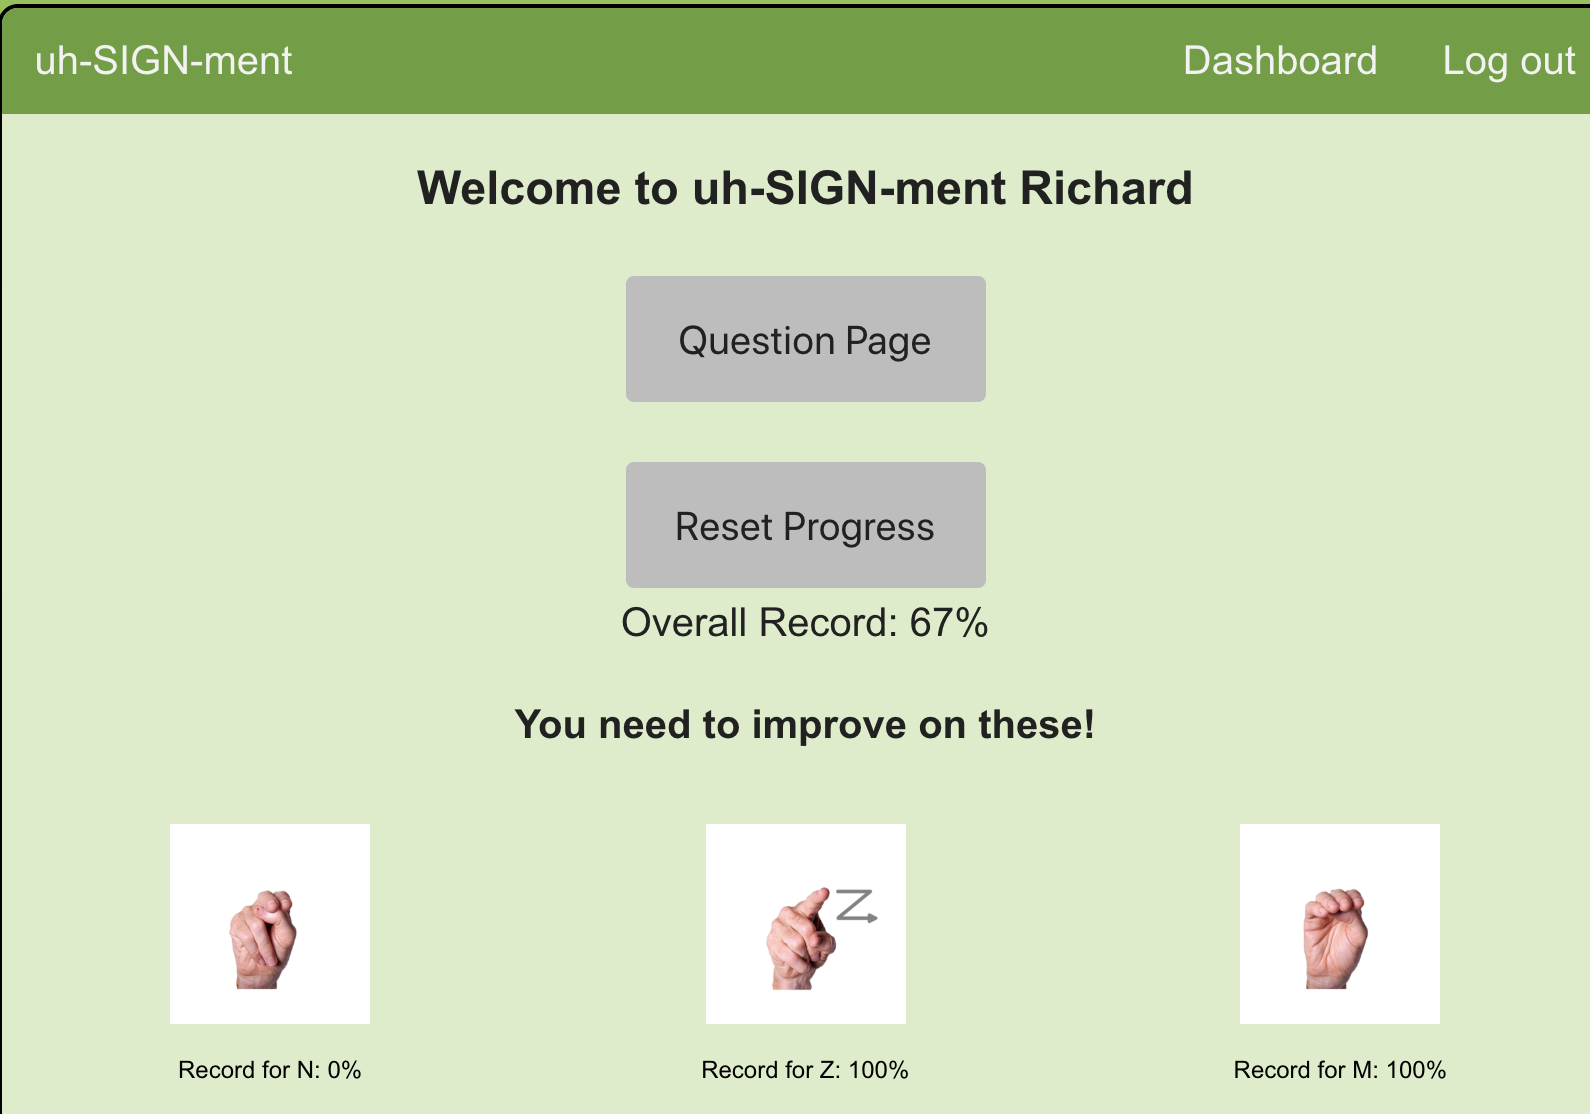 uh-SIGN-ment
Dashboard
Log out
Welcome to uh-SIGN-ment Richard
Question Page
Reset Progress
Overall Record: 67%
You need to improve on these!
Record for N: 0%
Record for Z: 100%
Record for M: 100%